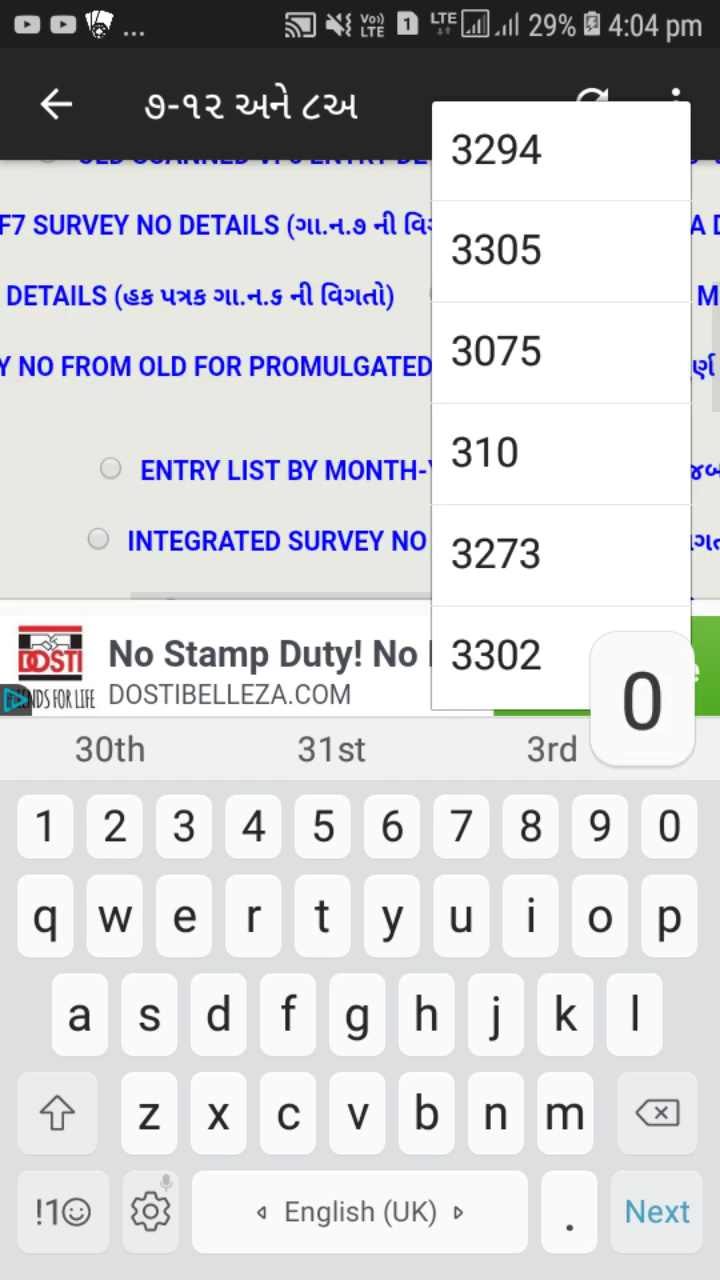 ... VoLTE 1 LTE 29% 4:04 pm
૭-૧૨ અને ૮અ
F7 SURVEY NO DETAILS (ગા.ન.૭ ની
DETAILS (હક પત્રક ગા.ન.૬ ની વિગતો) M
Y NO FROM OLD FOR PROMULGATED
ENTRY LIST BY MONTH-
INTEGRATED SURVEY NO
3294
3305
3075
310
3273
3302
DOSTI
No Stamp Duty! No
DOSTIBELLEZA.COM
0
30th 31st 3rd
1 2 3 4 5 6 7 8 9 0
q w e r t y u i o p
a s d f g h j k l
z x c v b n m
!1☺ English (UK) . Next